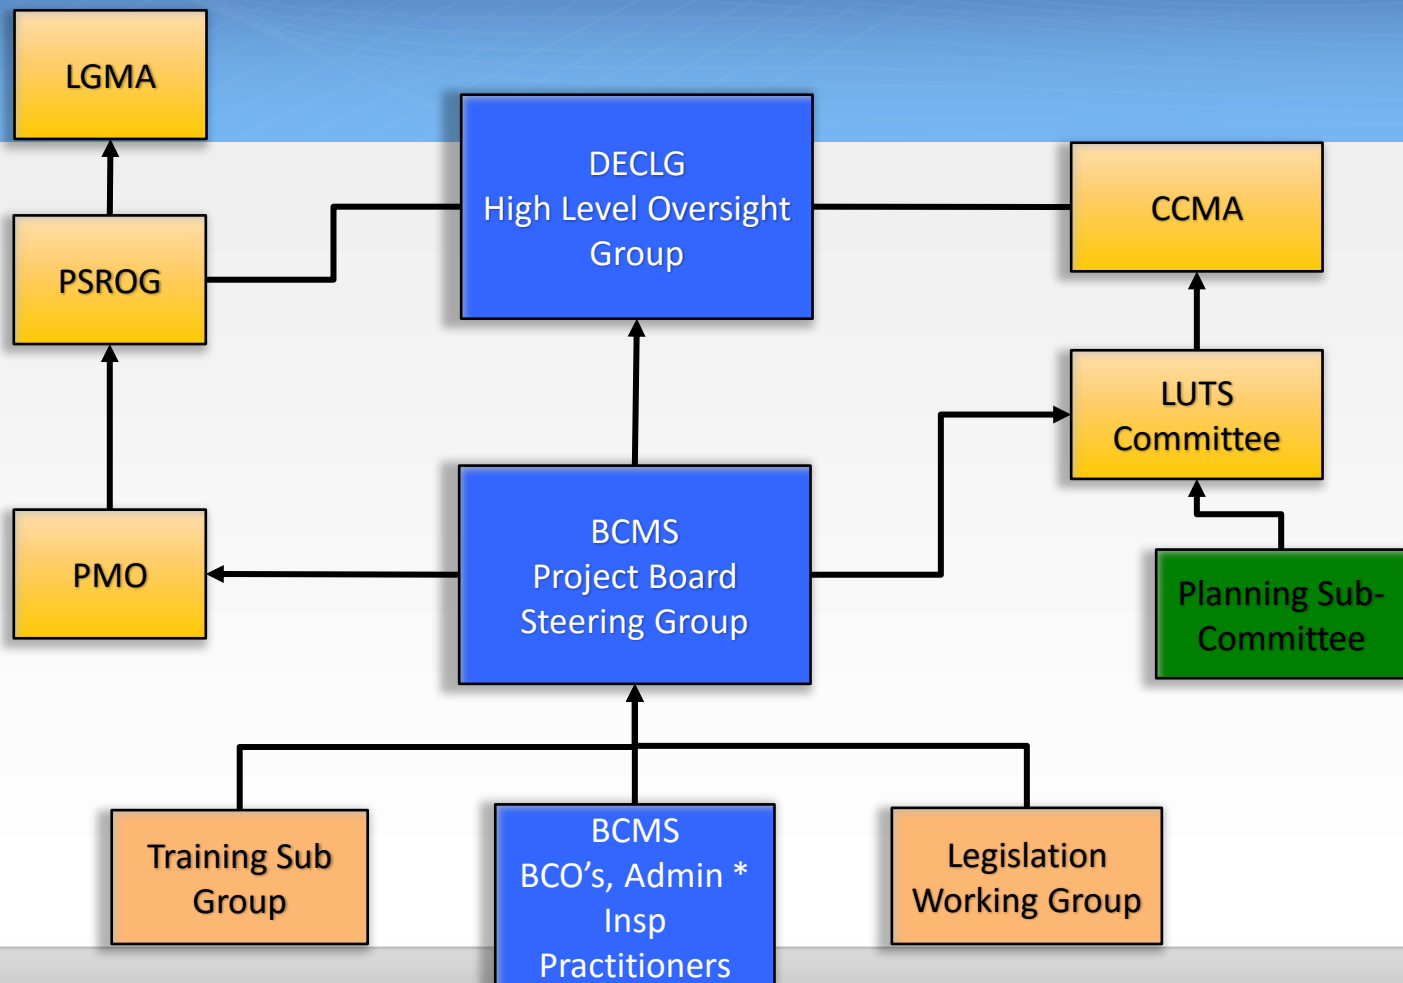 LGMA
DECLG
High Level Oversight
Group
CCMA
PSROG
LUTS
Committee
BCMS
Project Board
Steering Group
PMO
Planning Sub-
Committee
Training Sub
Group
BCMS
BCO's, Admin *
Insp
Practitioners
Legislation
Working Group